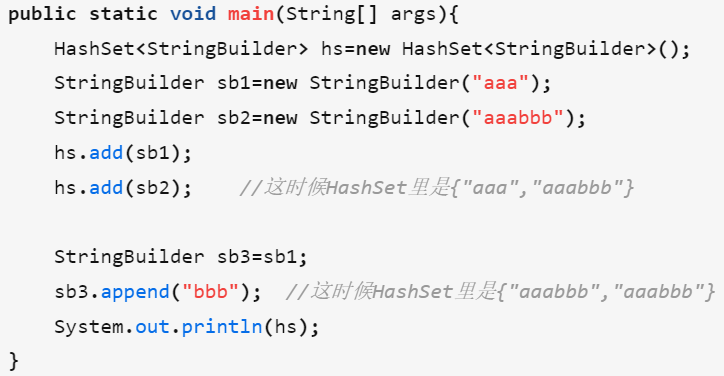 public static void main(String[] args){
    HashSet<StringBuilder> hs=new HashSet<StringBuilder>();
    StringBuilder sb1=new StringBuilder("aaa");
    StringBuilder sb2=new StringBuilder("aaabbb");
    hs.add(sb1);
    hs.add(sb2);    //这时候HashSet里是{"aaa","aaabbb"}

    StringBuilder sb3=sb1;
    sb3.append("bbb");  //这时候HashSet里是{"aaabbb","aaabbb"}
    System.out.println(hs);
}